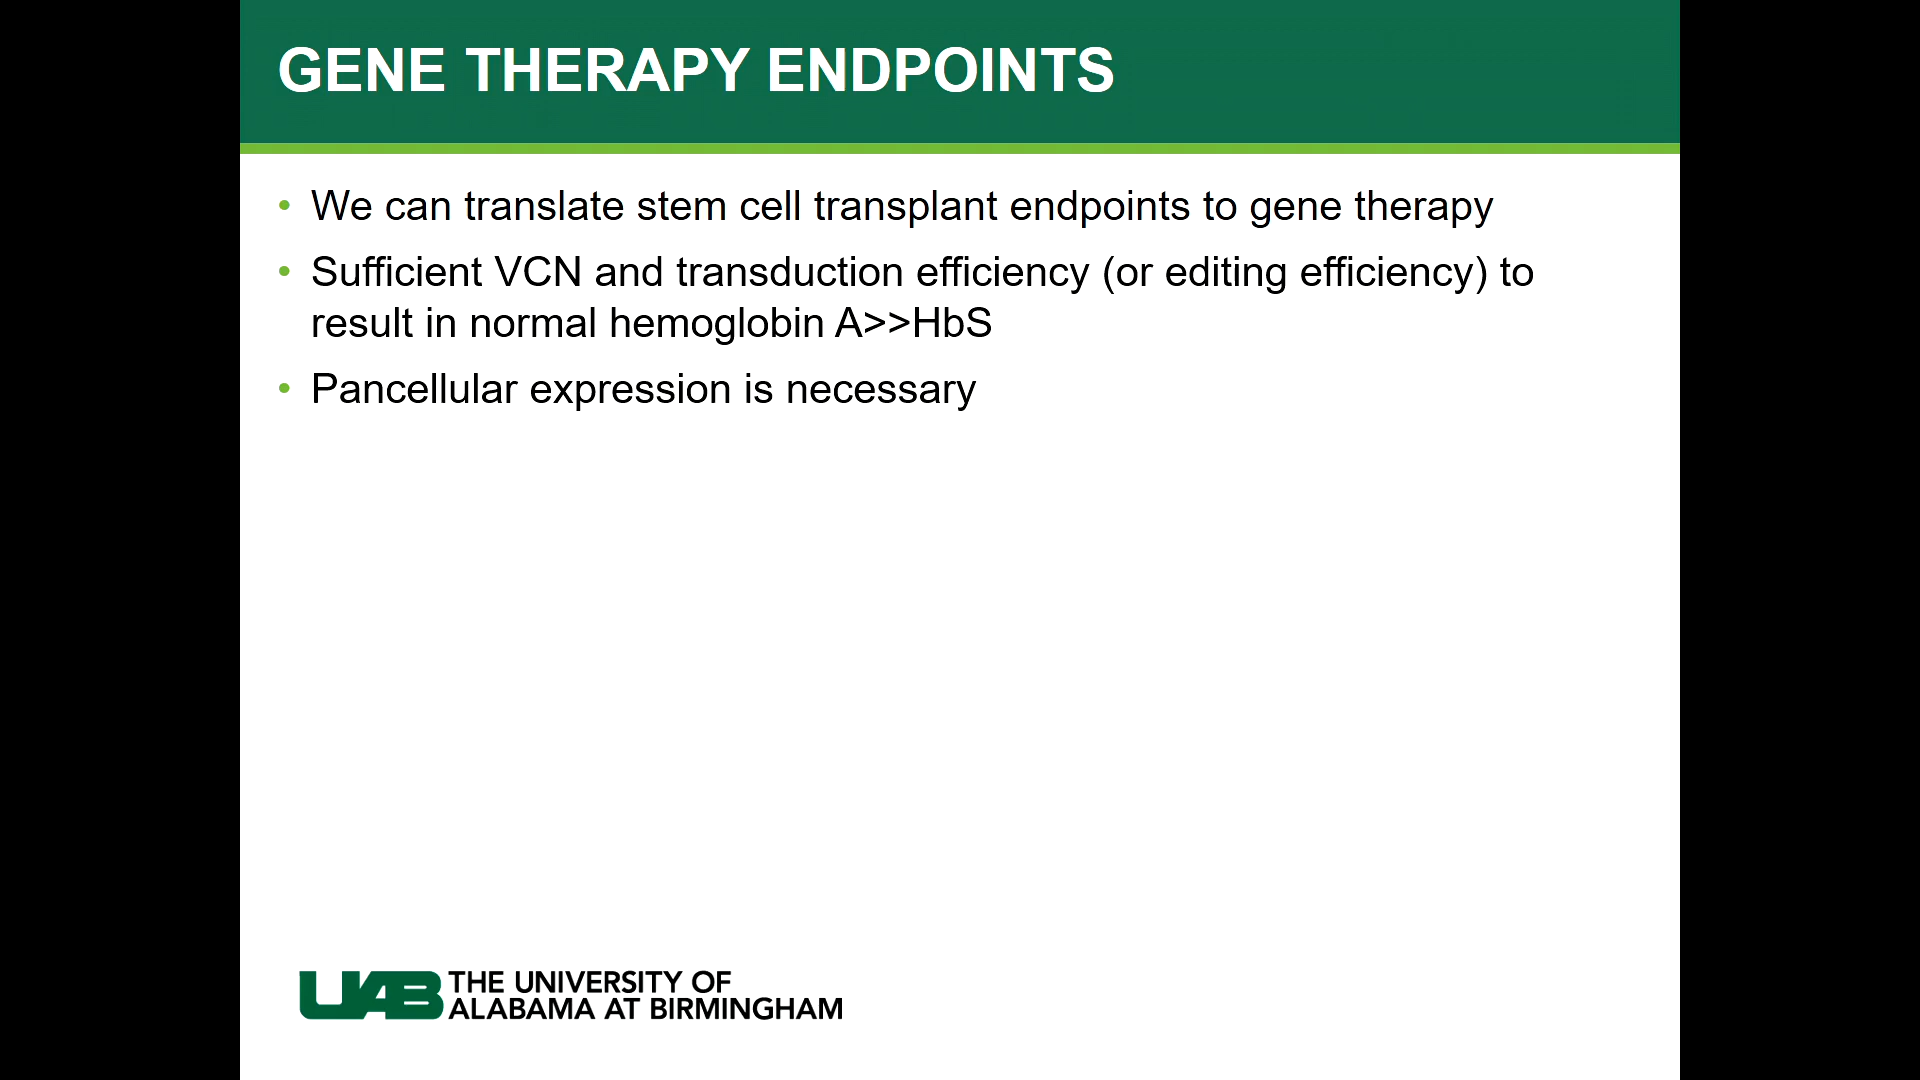 GENE THERAPY ENDPOINTS
• We can translate stem cell transplant endpoints to gene therapy
• Sufficient VCN and transduction efficiency (or editing efficiency) to
result in normal hemoglobin A>>HbS
• Pancellular expression is necessary
UAB THE UNIVERSITY OF
ALABAMA AT BIRMINGHAM